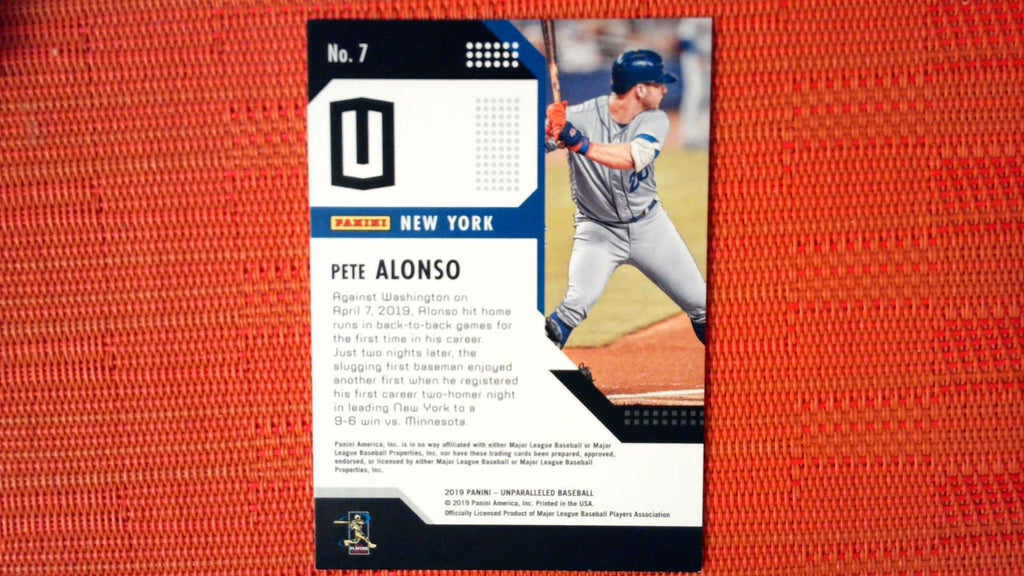 No. 7
U
PANINI NEW YORK
PETE ALONSO
Against Washington on
April 7, 2019, Alonso hit home
runs in back-to-back games for
the first time in his career.
Just two nights later, the
slugging first baseman enjoyed
another first when he registered
his first career two-homer night
in leading New York to a
9-6 win vs. Minnesota.
Panini America, Inc. is in no way affiliated with either Major League Baseball or Major
League Baseball Properties, Inc. nor have these trading cards been prepared, approved,
endorsed, or licensed by either Major League Baseball or Major League Baseball
Properties, Inc.
2019 PANINI – UNPARALLELED BASEBALL
© 2019 Panini America, Inc. Printed in the USA.
Officially Licensed Product of Major League Baseball Players Association
PLAYERS
20